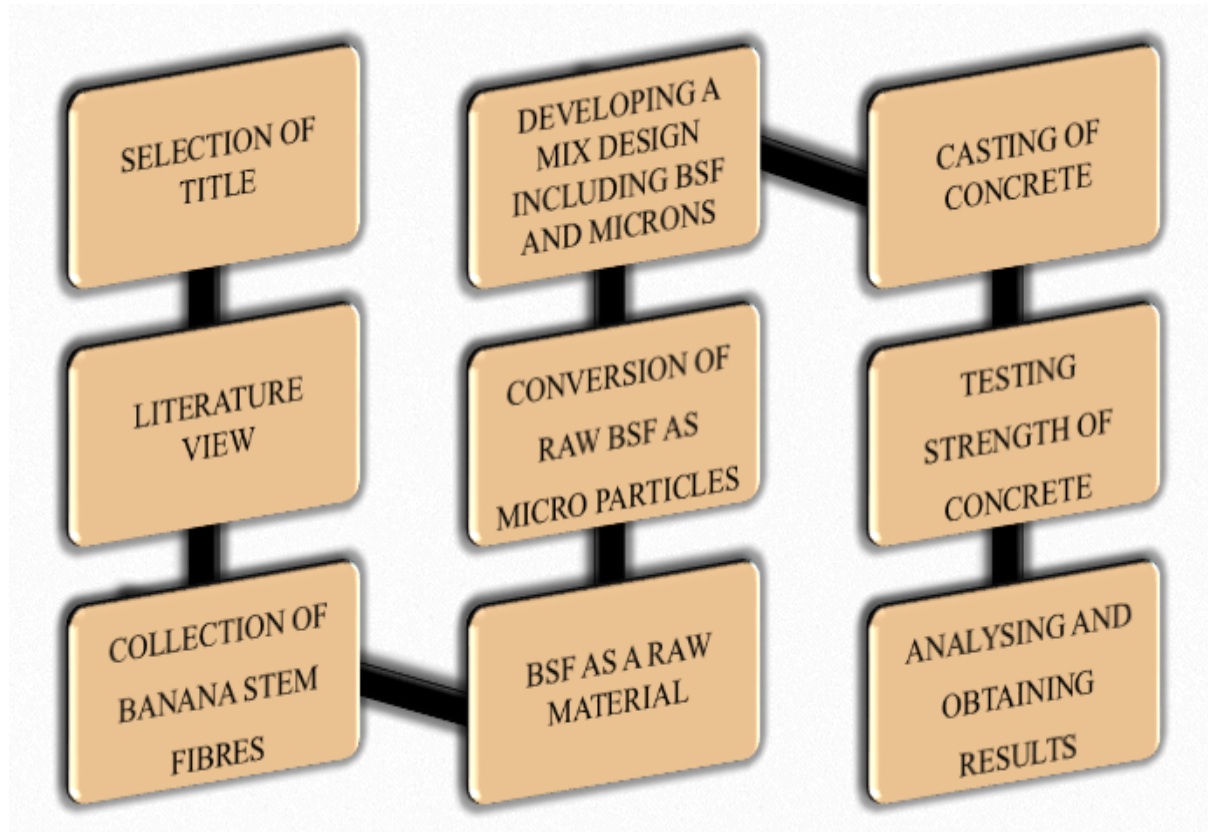 SELECTION OF
TITLE
LITERATURE
VIEW
COLLECTION OF
BANANA STEM
FIBRES
BSF AS A RAW
MATERIAL
CONVERSION OF
RAW BSF AS
MICRO PARTICLES
DEVELOPING A
MIX DESIGN
INCLUDING BSF
AND MICRONS
CASTING OF
CONCRETE
TESTING
STRENGTH OF
CONCRETE
ANALYSING AND
OBTAINING
RESULTS